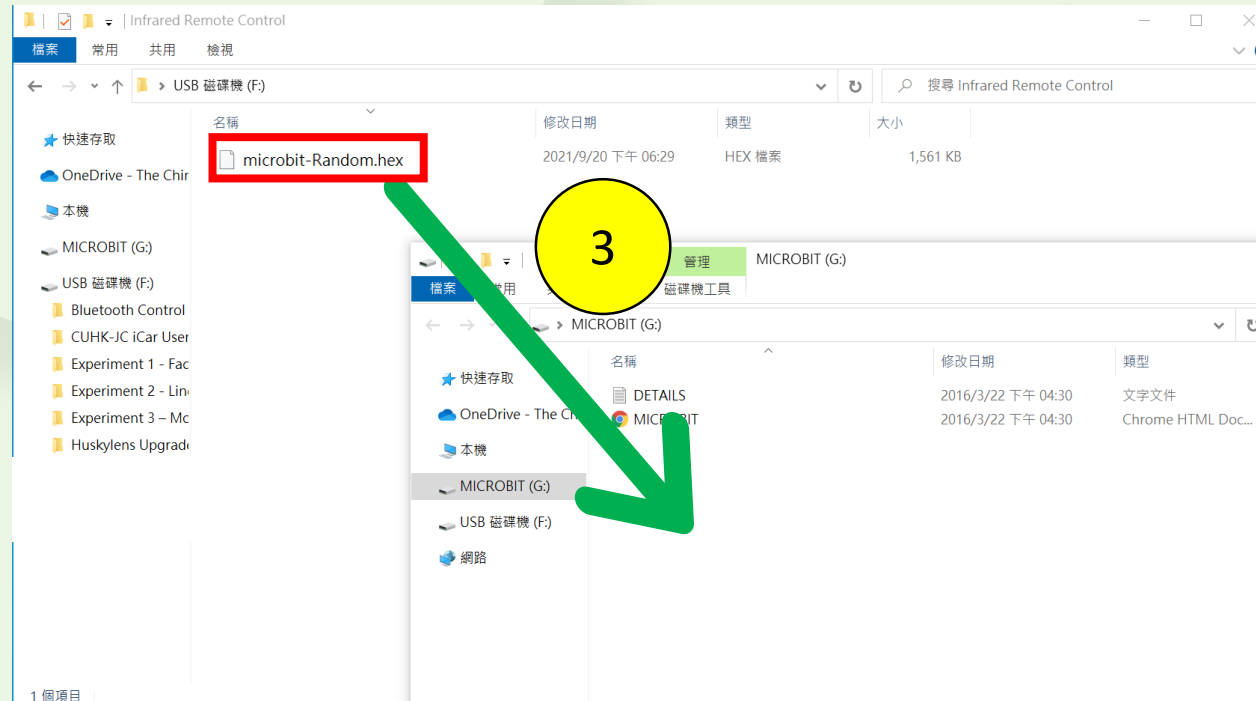 Infrared Remote Control
檔案 常用 共用 檢視
USB 磁碟機 (F:) 搜尋 Infrared Remote Control
名稱 修改日期 類型 大小
快速存取
microbit-Random.hex 2021/9/20 下午 06:29 HEX 檔案 1,561 KB
OneDrive - The Chir
本機
MICROBIT (G:)
USB 磁碟機 (F:)
Bluetooth Control
CUHK-JC iCar User
Experiment 1 - Fac
Experiment 2 - Lin
Experiment 3 – Mc
Huskylens Upgrade
1 個項目
3
管理 MICROBIT (G:)
檔案 用 磁碟機工具
MICROBIT (G:)
名稱 修改日期 類型
快速存取
DETAILS 2016/3/22 下午 04:30 文字文件
OneDrive - The
MICROBIT 2016/3/22 下午 04:30 Chrome HTML Doc...
本機
MICROBIT (G:)
USB 磁碟機 (F:)
網路